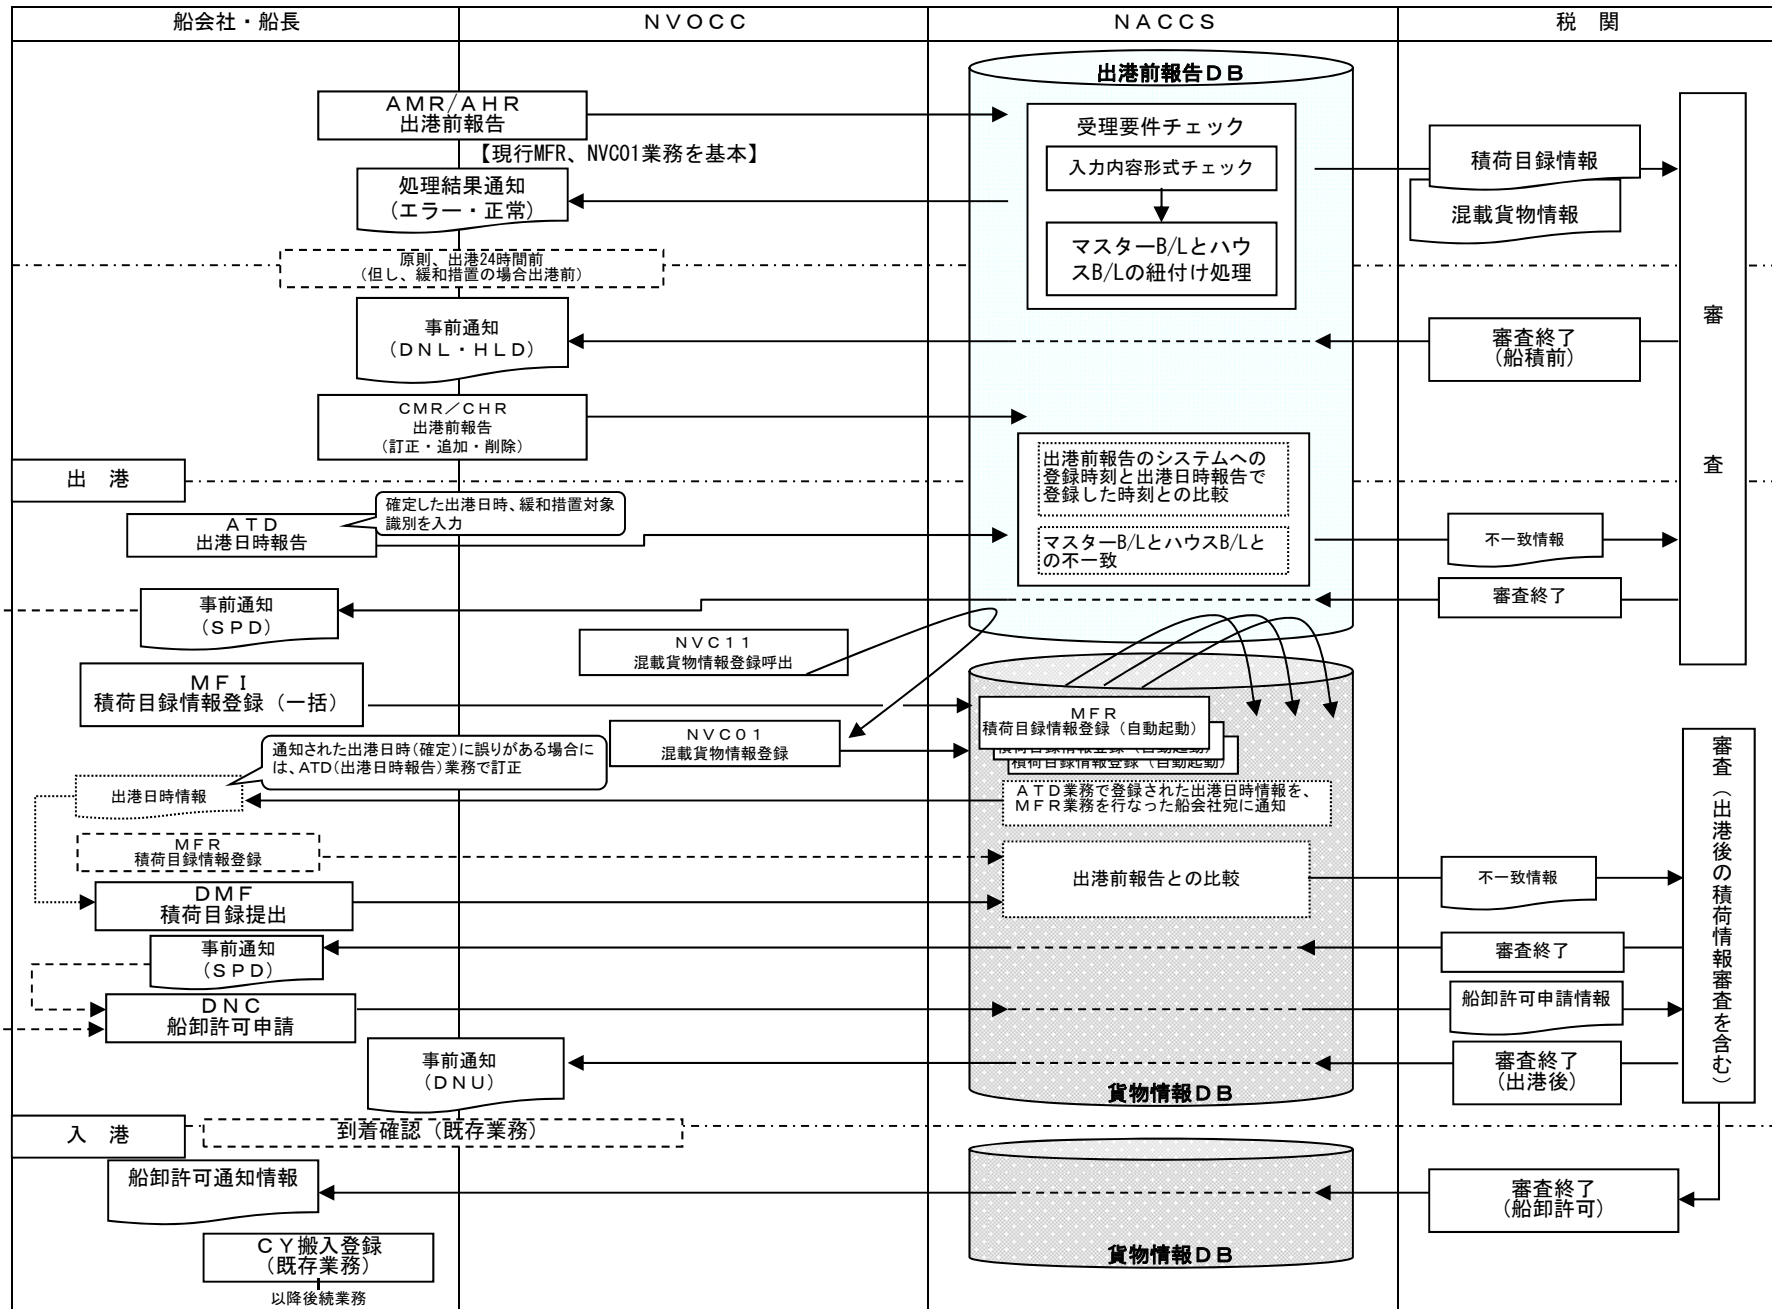 船会社・船長
ＮＶＯＣＣ
ＮＡＣＣＳ
税　関
出港前報告ＤＢ
ＡＭＲ/ＡＨＲ
出港前報告
【現行MFR、NVC01業務を基本】
処理結果通知
（エラー・正常）
受理要件チェック
入力内容形式チェック
マスターB/Lとハウ
スB/Lの紐付け処理
積荷目録情報
混載貨物情報
原則、出港24時間前
（但し、緩和措置の場合出港前）
事前通知
（ＤＮＬ・ＨＬＤ）
審査終了
（船積前）
審
査
ＣＭＲ／ＣＨＲ
出港前報告
（訂正・追加・削除）
出　港
出港前報告のシステムへの
登録時刻と出港日時報告で
登録した時刻との比較
確定した出港日時、緩和措置対象
識別を入力
ＡＴＤ
出港日時報告
マスターB/LとハウスB/Lと
の不一致
不一致情報
審査終了
事前通知
（ＳＰＤ）
ＮＶＣ１１
混載貨物情報登録呼出
ＭＦＩ
積荷目録情報登録（一括）
ＭＦＲ
積荷目録情報登録（自動起動）
積荷目録情報登録（自動起動）
積荷目録情報登録（自動起動）
ＮＶＣ０１
混載貨物情報登録
通知された出港日時（確定）に誤りがある場合に
は、ATD（出港日時報告）業務で訂正
出港日時情報
ＡＴＤ業務で登録された出港日時情報を、
ＭＦＲ業務を行なった船会社宛に通知
審査（出港後の積荷情報審査を含む）
ＭＦＲ
積荷目録情報登録
出港前報告との比較
不一致情報
ＤＭＦ
積荷目録提出
事前通知
（ＳＰＤ）
審査終了
ＤＮＣ
船卸許可申請
船卸許可申請情報
事前通知
（ＤＮＵ）
審査終了
（出港後）
貨物情報ＤＢ
入　港
到着確認（既存業務）
船卸許可通知情報
審査終了
（船卸許可）
ＣＹ搬入登録
（既存業務）
貨物情報ＤＢ
以降後続業務